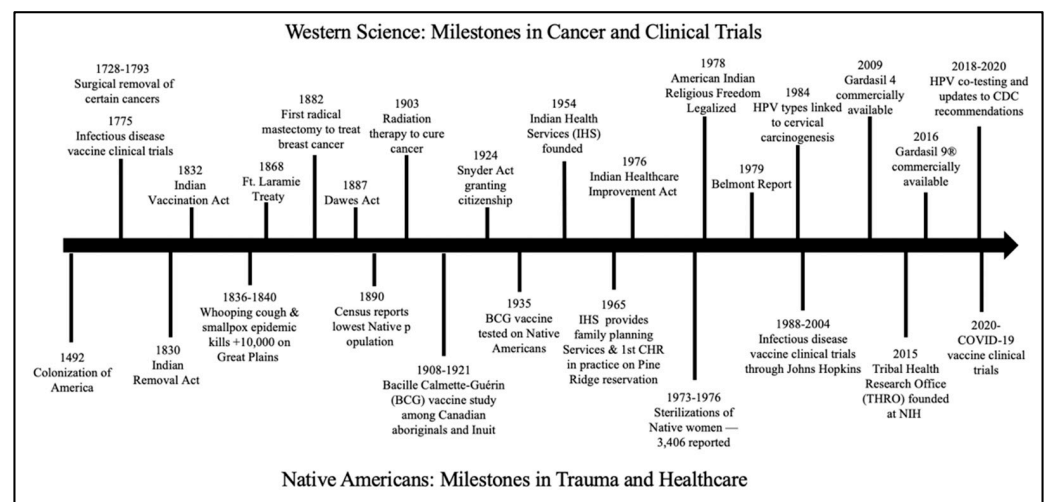 Western Science: Milestones in Cancer and Clinical Trials
1728-1793
Surgical removal of
certain cancers
1775
Infectious disease
vaccine clinical trials
1832
Indian
Vaccination Act
1868
Ft. Laramie
Treaty
1882
First radical
mastectomy to treat
breast cancer
1887
Dawes Act
1903
Radiation
therapy to cure
cancer
1924
Snyder Act
granting
citizenship
1954
Indian Health
Services (IHS)
founded
1976
Indian Healthcare
Improvement Act
1978
American Indian
Religious Freedom
Legalized
1979
Belmont Report
1984
HPV types linked
to cervical
carcinogenesis
2009
Gardasil 4
commercially
available
2016
Gardasil 9®
commercially
available
2018-2020
HPV co-testing and
updates to CDC
recommendations
1492
Colonization of
America
1830
Indian
Removal Act
1836-1840
Whooping cough &
smallpox epidemic
kills +10,000 on
Great Plains
1890
Census reports
lowest Native p
opulation
1908-1921
Bacille Calmette-Guérin
(BCG) vaccine study
among Canadian
aboriginals and Inuit
1935
BCG vaccine
tested on Native
Americans
1965
IHS provides
family planning
Services & 1st CHR
in practice on Pine
Ridge reservation
1973-1976
Sterilizations of
Native women —
3,406 reported
1988-2004
Infectious disease
vaccine clinical trials
through Johns Hopkins
2015
Tribal Health
Research Office
(THRO) founded
at NIH
2020-
COVID-19
vaccine clinical
trials
Native Americans: Milestones in Trauma and Healthcare